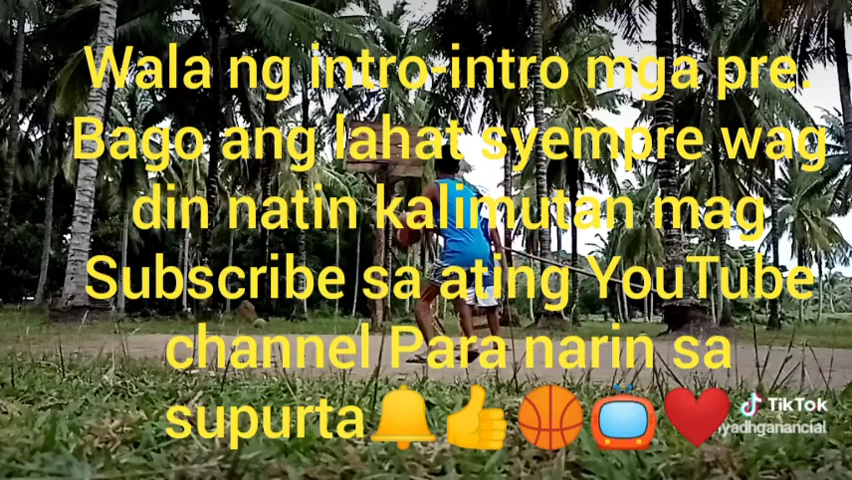 Wala ng intro-intro mga pre.
Bago ang lahat syempre wag
din natin kalimutan mag
Subscribe sa ating YouTube
channel Para narin sa
supurta🔔👍🏀📺❤️
TikTok
iyadhganancial